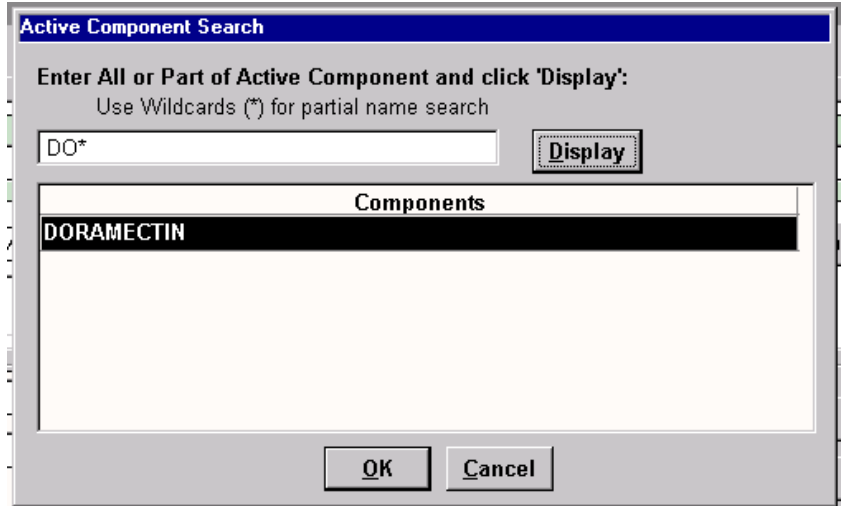 Active Component Search
Enter All or Part of Active Component and click 'Display':
Use Wildcards (*) for partial name search
DO*
Display
Components
DORAMECTIN
OK
Cancel